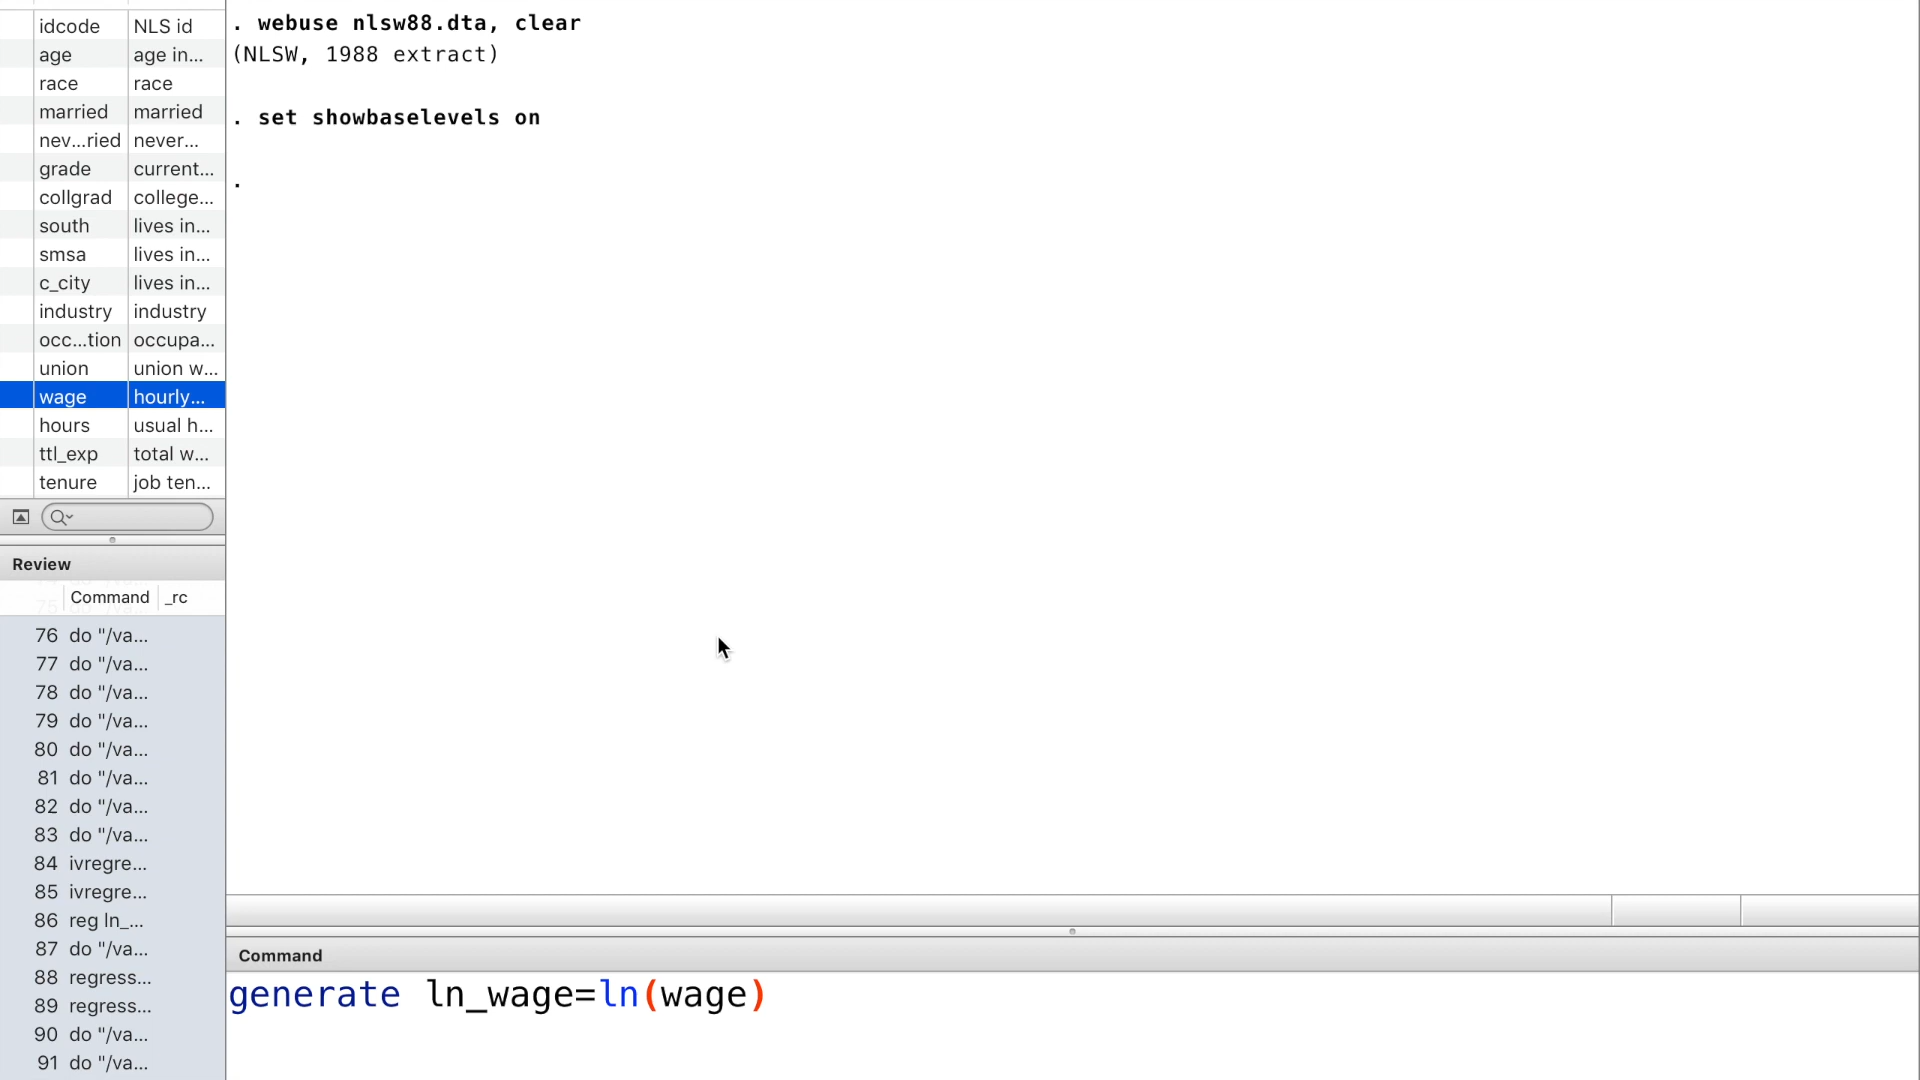 idcode NLS id
age age in...
race race
married married
nev...ried never...
grade current...
collgrad college...
south lives in...
smsa lives in...
c_city lives in...
industry industry
occ...tion occupa...
union union w...
wage hourly...
hours usual h...
ttl_exp total w...
tenure job ten...
Review
Command _rc
76 do "/va...
77 do "/va...
78 do "/va...
79 do "/va...
80 do "/va...
81 do "/va...
82 do "/va...
83 do "/va...
84 ivregre...
85 ivregre...
86 reg ln_...
87 do "/va...
88 regress...
89 regress...
90 do "/va...
91 do "/va...
. webuse nlsw88.dta, clear
(NLSW, 1988 extract)
. set showbaselevels on
.
Command
generate ln_wage=ln(wage)